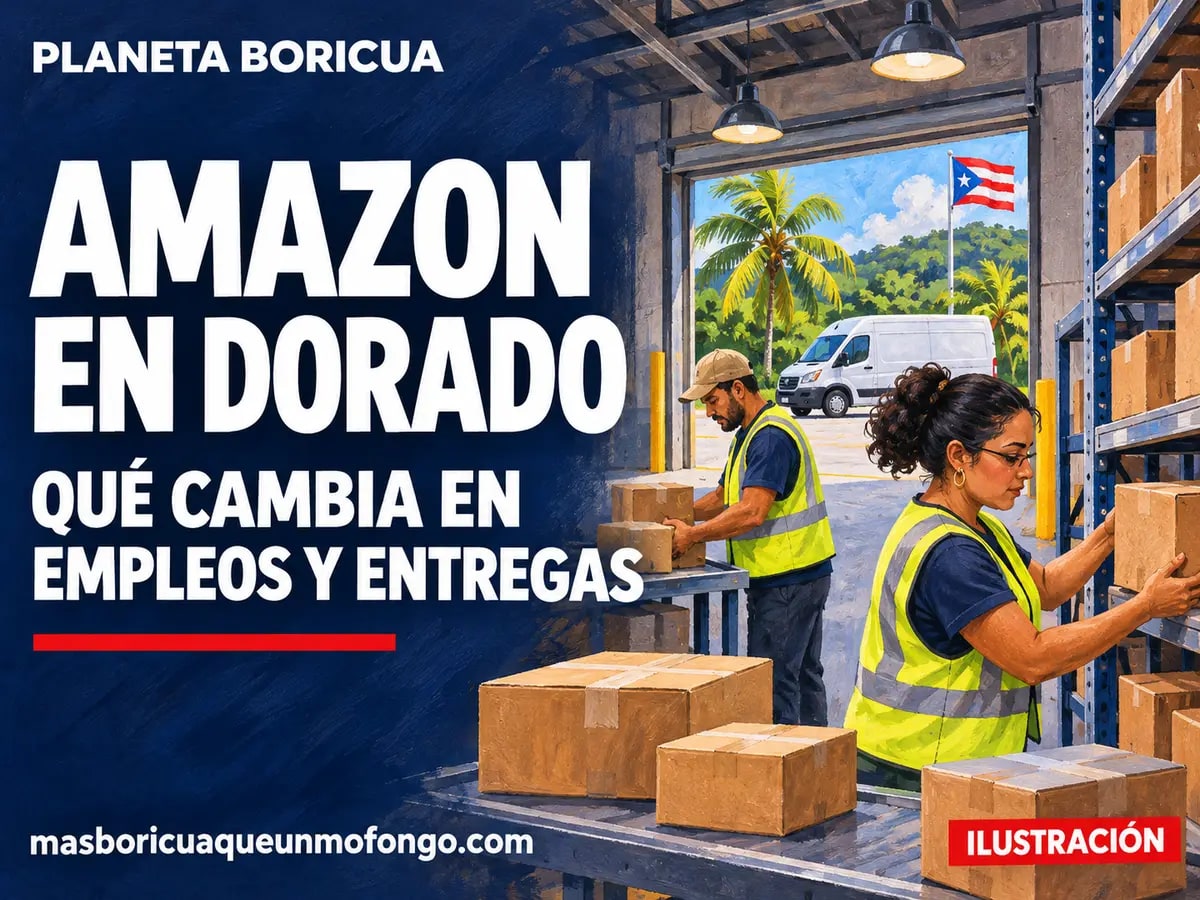 PLANETA BORICUA
AMAZON
EN DORADO
QUÉ CAMBIA EN
EMPLEOS Y ENTREGAS
masboricuaqueunmofongo.com
ILUSTRACIÓN